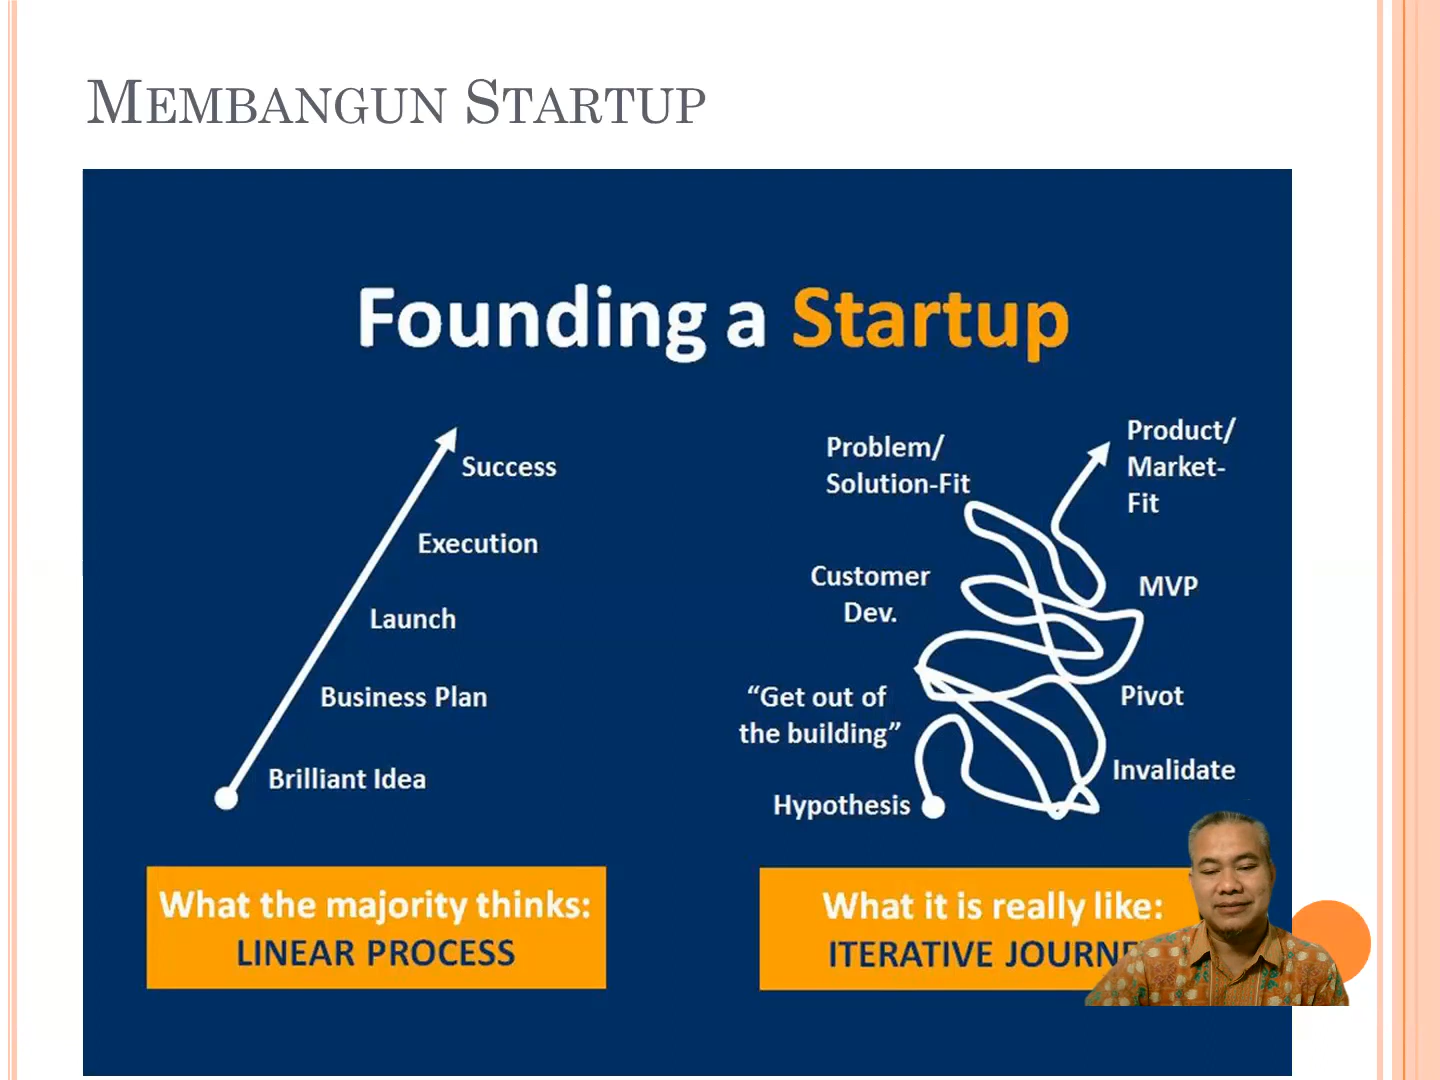 Membangun Startup
Founding a Startup
Success
Execution
Launch
Business Plan
Brilliant Idea
What the majority thinks:
LINEAR PROCESS
Problem/
Solution-Fit
Product/
Market-
Fit
Customer
Dev.
MVP
“Get out of
the building”
Pivot
Invalidate
Hypothesis
What it is really like:
ITERATIVE